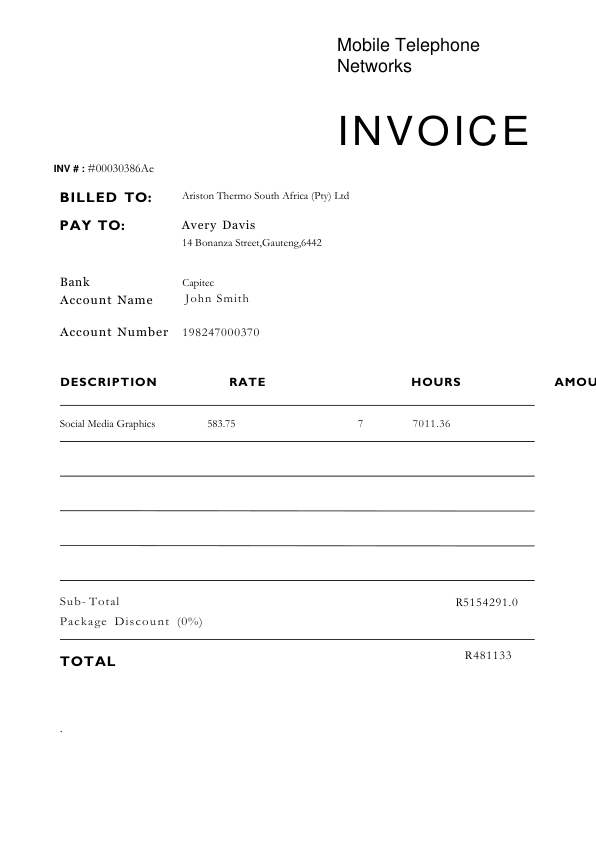 Mobile Telephone
Networks
INVOICE
INV # : #00030386Ae
BILLED TO: Ariston Thermo South Africa (Pty) Ltd
PAY TO: Avery Davis
14 Bonanza Street,Gauteng,6442
Bank Capitec
Account Name John Smith
Account Number 198247000370
DESCRIPTION RATE HOURS AMOU
Social Media Graphics 583.75 7 7011.36
Sub-Total R5154291.0
Package Discount (0%)
TOTAL R481133
.